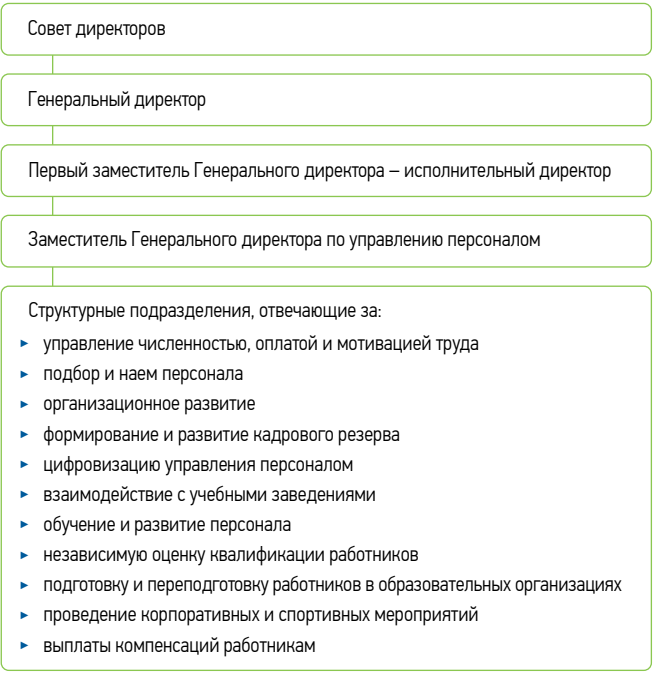 Совет директоров
Генеральный директор
Первый заместитель Генерального директора – исполнительный директор
Заместитель Генерального директора по управлению персоналом
Структурные подразделения, отвечающие за:
► управление численностью, оплатой и мотивацией труда
► подбор и наем персонала
► организационное развитие
► формирование и развитие кадрового резерва
► цифровизацию управления персоналом
► взаимодействие с учебными заведениями
► обучение и развитие персонала
► независимую оценку квалификации работников
► подготовку и переподготовку работников в образовательных организациях
► проведение корпоративных и спортивных мероприятий
► выплаты компенсаций работникам